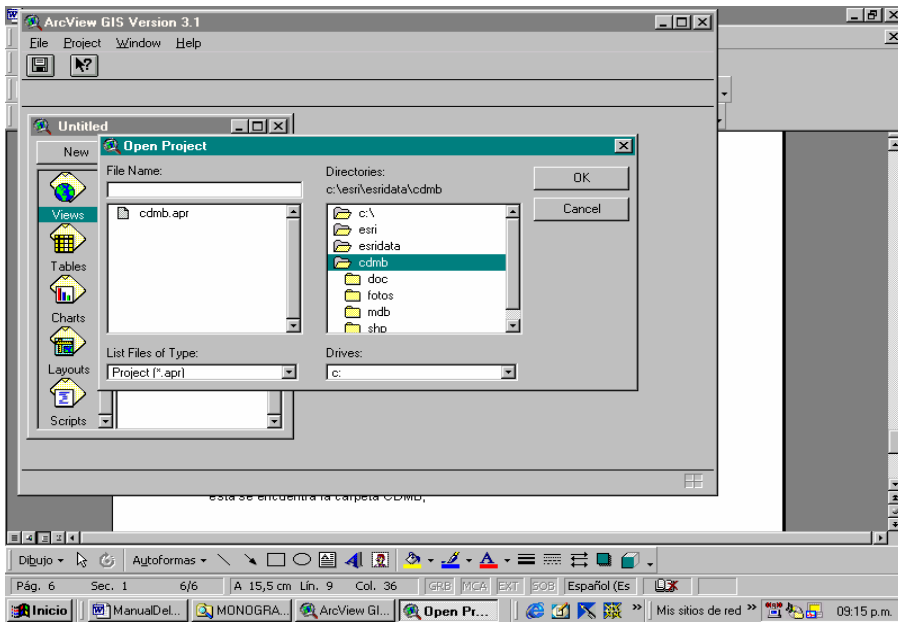 ArcView GIS Version 3.1
File Project Window Help
Untitled
New
Open Project
File Name:
Directories:
c:\esri\esridata\cdmb
OK
Cancel
cdmb.apr
c:\
esri
esridata
cdmb
doc
fotos
mdb
shp
List Files of Type:
Project (*.apr)
Drives:
c:
Views
Tables
Charts
Layouts
Scripts
esta se encuentra la carpeta CDMB,
Dibujo Autoformas
Pág. 6 Sec. 1 6/6 A 15,5 cm Lín. 9 Col. 36 GRB MCA EXT SOB Español (Es
Inicio ManualDel... MONOGRA... ArcView GI... Open Pr... Mis sitios de red 09:15 p.m.